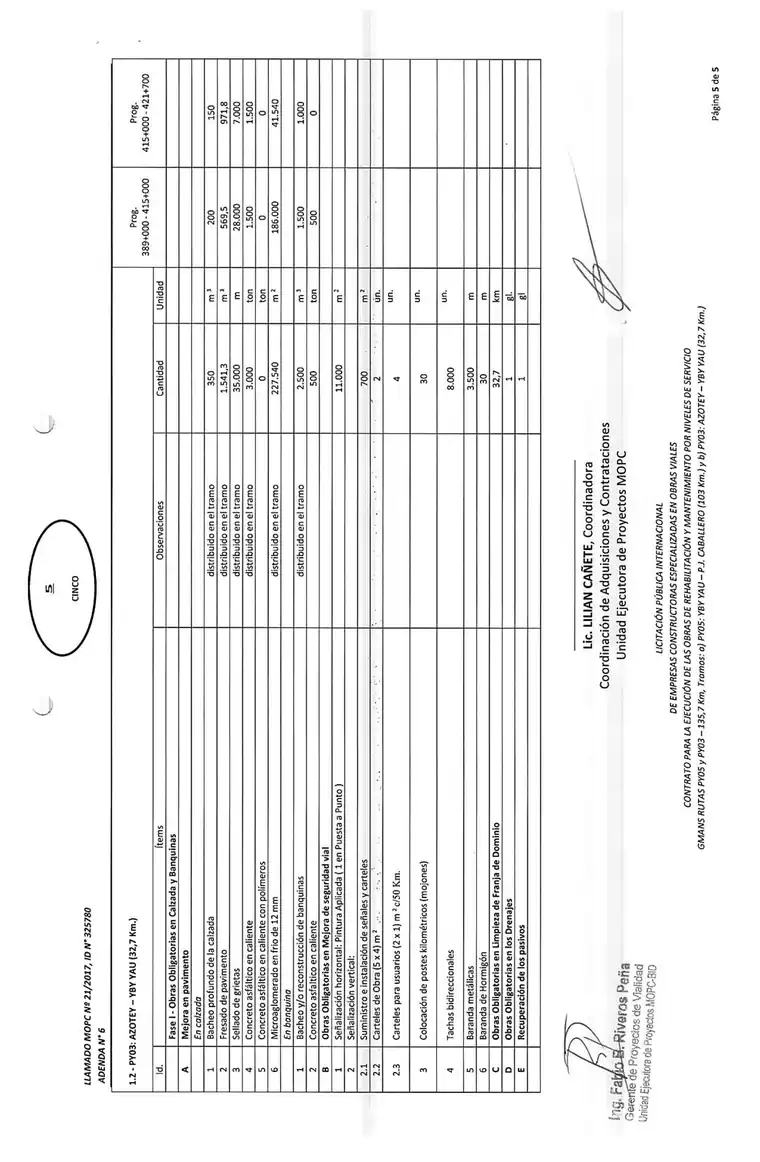 5
CINCO
LLAMADO MOPC Nº 21/2017, ID N° 325780
ADENDA N° 6
1.2 - PY03: AZOTEY – YBY YAU (32,7 Km.)
Id. Ítems Observaciones Cantidad Unidad Prog. 389+000 - 415+000 Prog. 415+000 - 421+700
Fase I - Obras Obligatorias en Calzada y Banquinas
A Mejora en pavimento
En calzada
1 Bacheo profundo de la calzada distribuido en el tramo 350 m ³ 200 150
2 Fresado de pavimento distribuido en el tramo 1.541,3 m ³ 569,5 971,8
3 Sellado de grietas distribuido en el tramo 35.000 m 28.000 7.000
4 Concreto asfáltico en caliente distribuido en el tramo 3.000 ton 1.500 1.500
5 Concreto asfáltico en caliente con polímeros 0 ton 0 0
6 Microaglomerado en frío de 12 mm distribuido en el tramo 227.540 m ² 186.000 41.540
En banquina
1 Bacheo y/o reconstrucción de banquinas distribuido en el tramo 2.500 m ³ 1.500 1.000
2 Concreto asfaltico en caliente 500 ton 500 0
B Obras Obligatorias en Mejora de seguridad vial
1 Señalización horizontal: Pintura Aplicada ( 1 en Puesta a Punto ) 11.000 m ²
2 Señalización vertical:
2.1 Suministro e instalación de señales y carteles 700 m ²
2.2 Carteles de Obra (5 x 4) m ² 2 un.
2.3 Carteles para usuarios (2 x 1) m ² c/50 Km. 4 un.
3 Colocación de postes kilométricos (mojones) 30 un.
4 Tachas bidireccionales 8.000 un.
5 Baranda metálicas 3.500 m
6 Baranda de Hormigón 30 m
C Obras Obligatorias en Limpieza de Franja de Dominio 32,7 km
D Obras Obligatorias en los Drenajes 1 gl.
E Recuperación de los pasivos 1 gl
Ing. Fabio B. Riveros Peña
Gerente de Proyectos de Vialidad
Unidad Ejecutora de Proyectos MOPC-BID
Lic. LILIAN CAÑETE, Coordinadora
Coordinación de Adquisiciones y Contrataciones
Unidad Ejecutora de Proyectos MOPC
LICITACIÓN PÚBLICA INTERNACIONAL
DE EMPRESAS CONSTRUCTORAS ESPECIALIZADAS EN OBRAS VIALES
CONTRATO PARA LA EJECUCIÓN DE LAS OBRAS DE REHABILITACIÓN Y MANTENIMIENTO POR NIVELES DE SERVICIO
GMANS RUTAS PY05 y PY03 – 135,7 Km, Tramos: a) PY05: YBY YAU – P.J. CABALLERO (103 Km.) y b) PY03: AZOTEY – YBY YAU (32,7 Km.)
Página 5 de 5